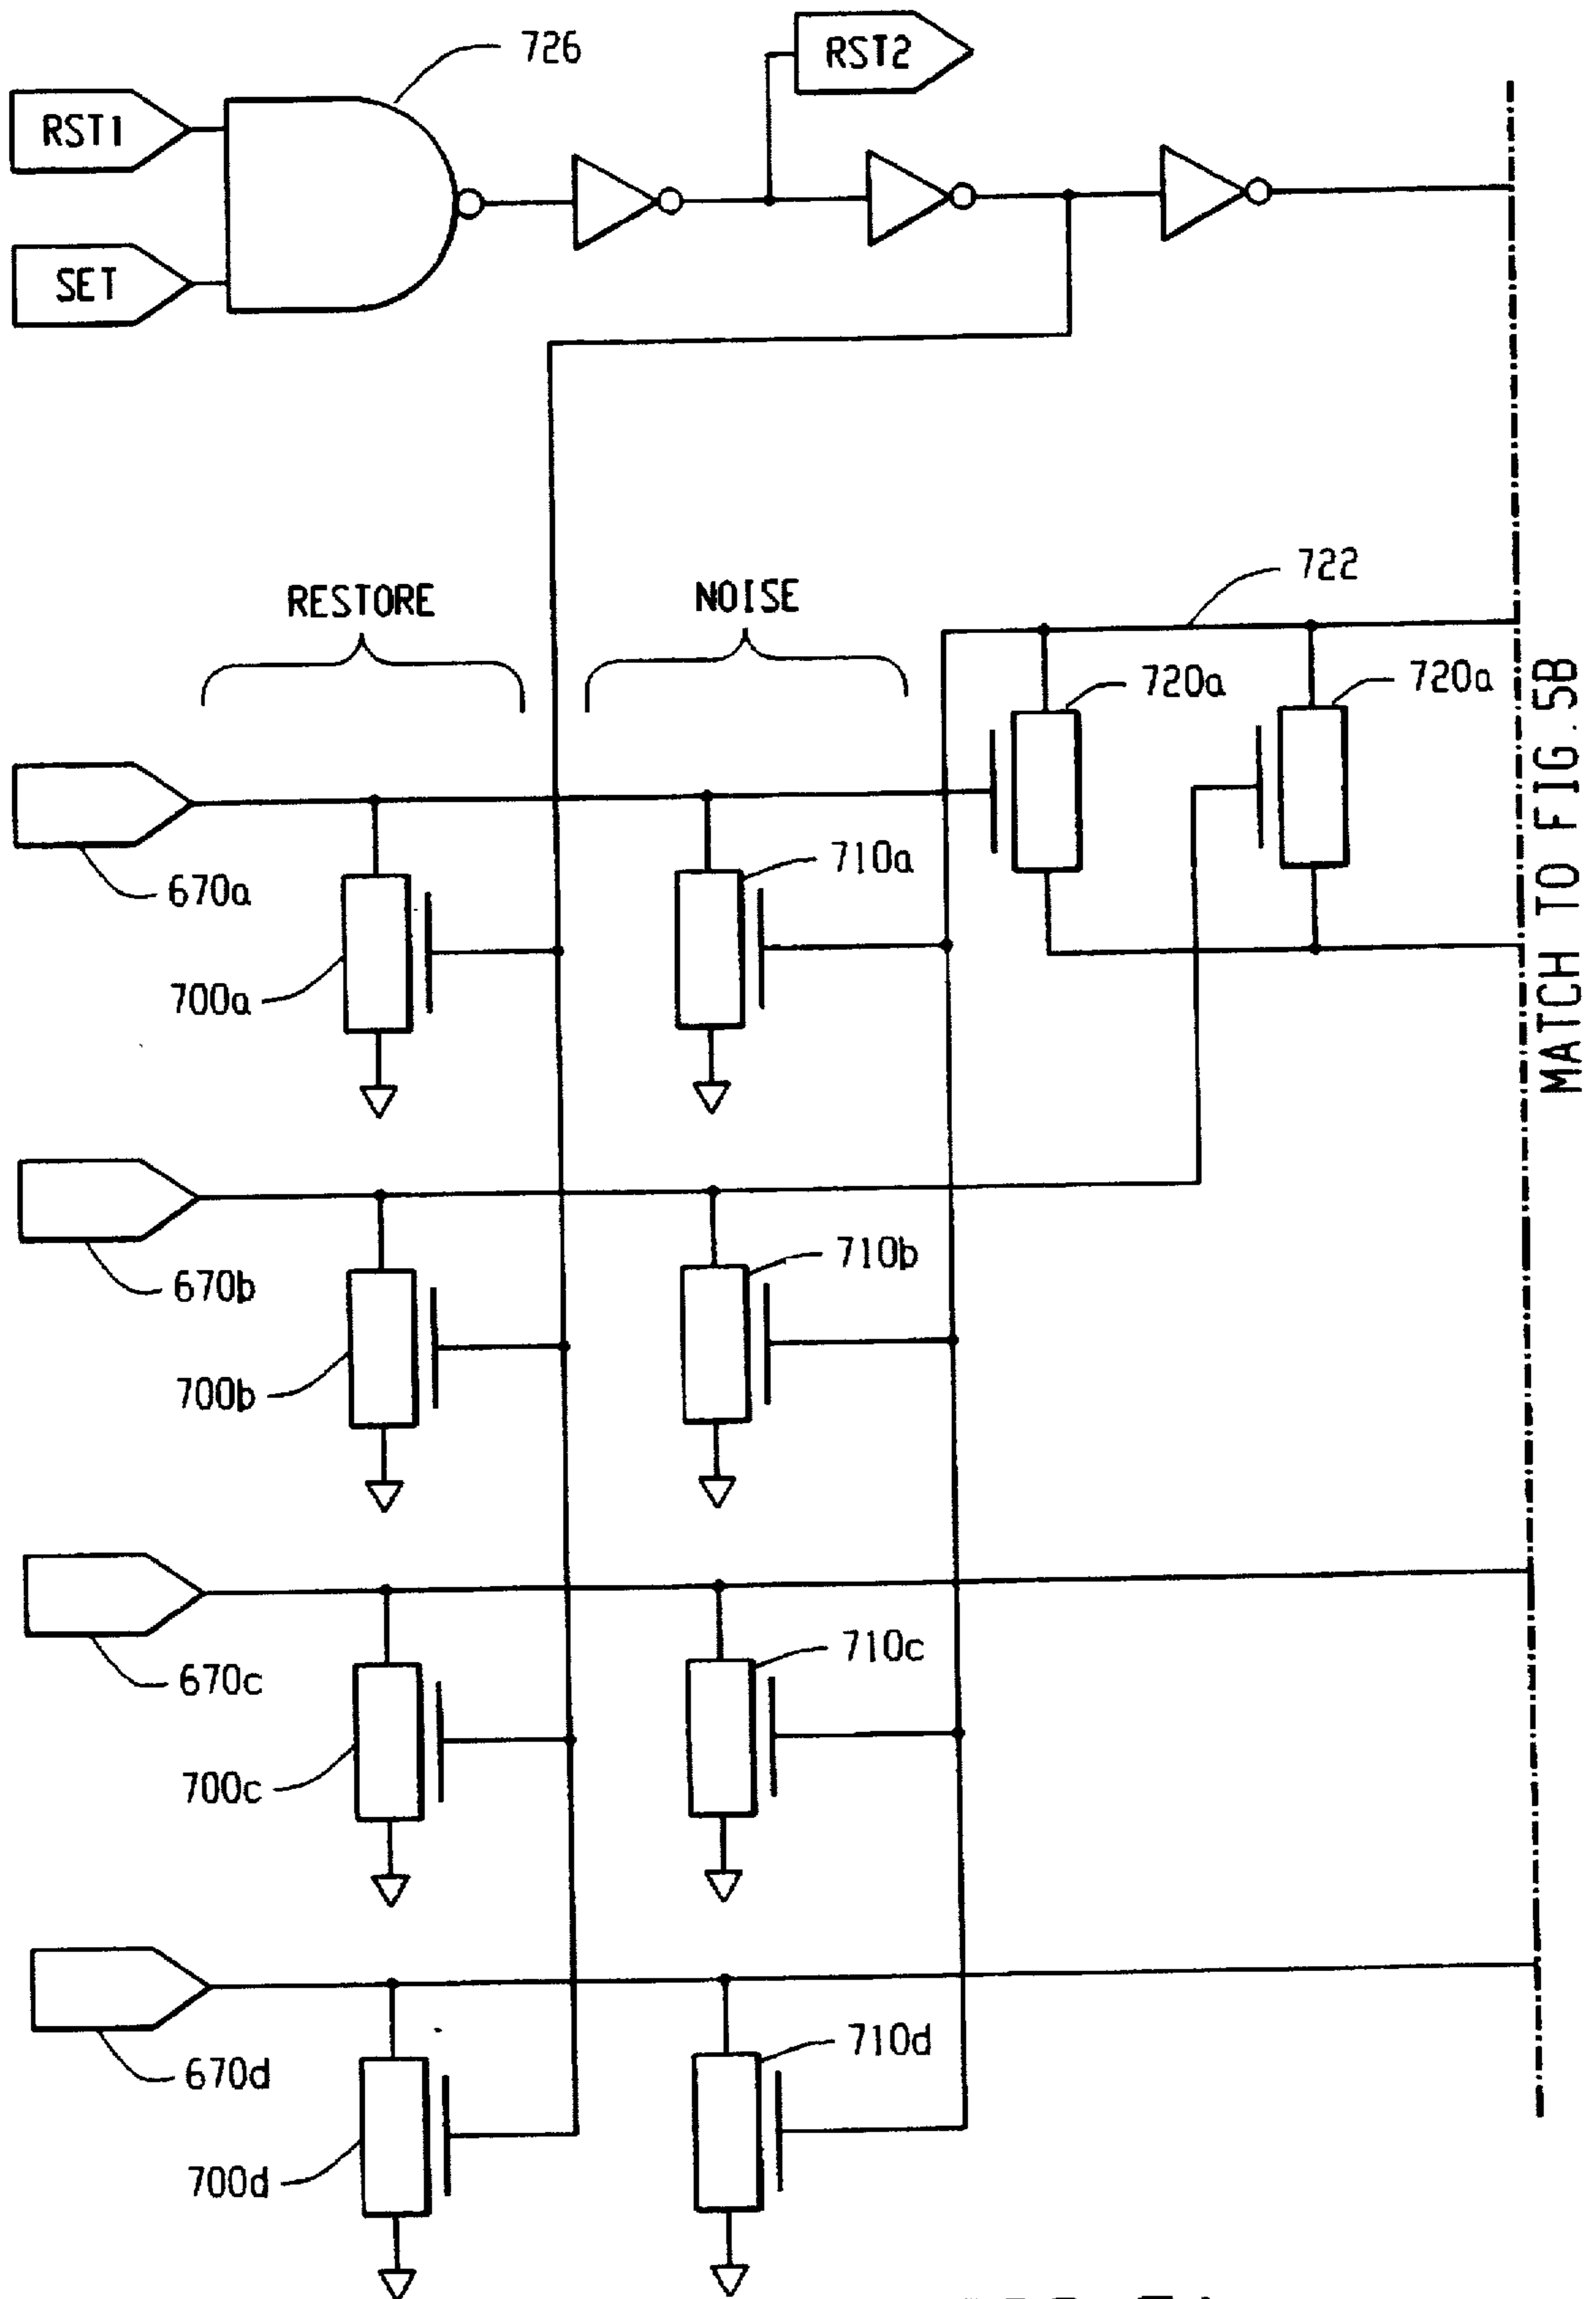 726
RST2
RST1
SET
722
RESTORE
NOISE
720a
720a
710a
670a
700a
MATCH TO FIG. 5B
710b
670b
700b
710c
670c
700c
710d
670d
700d